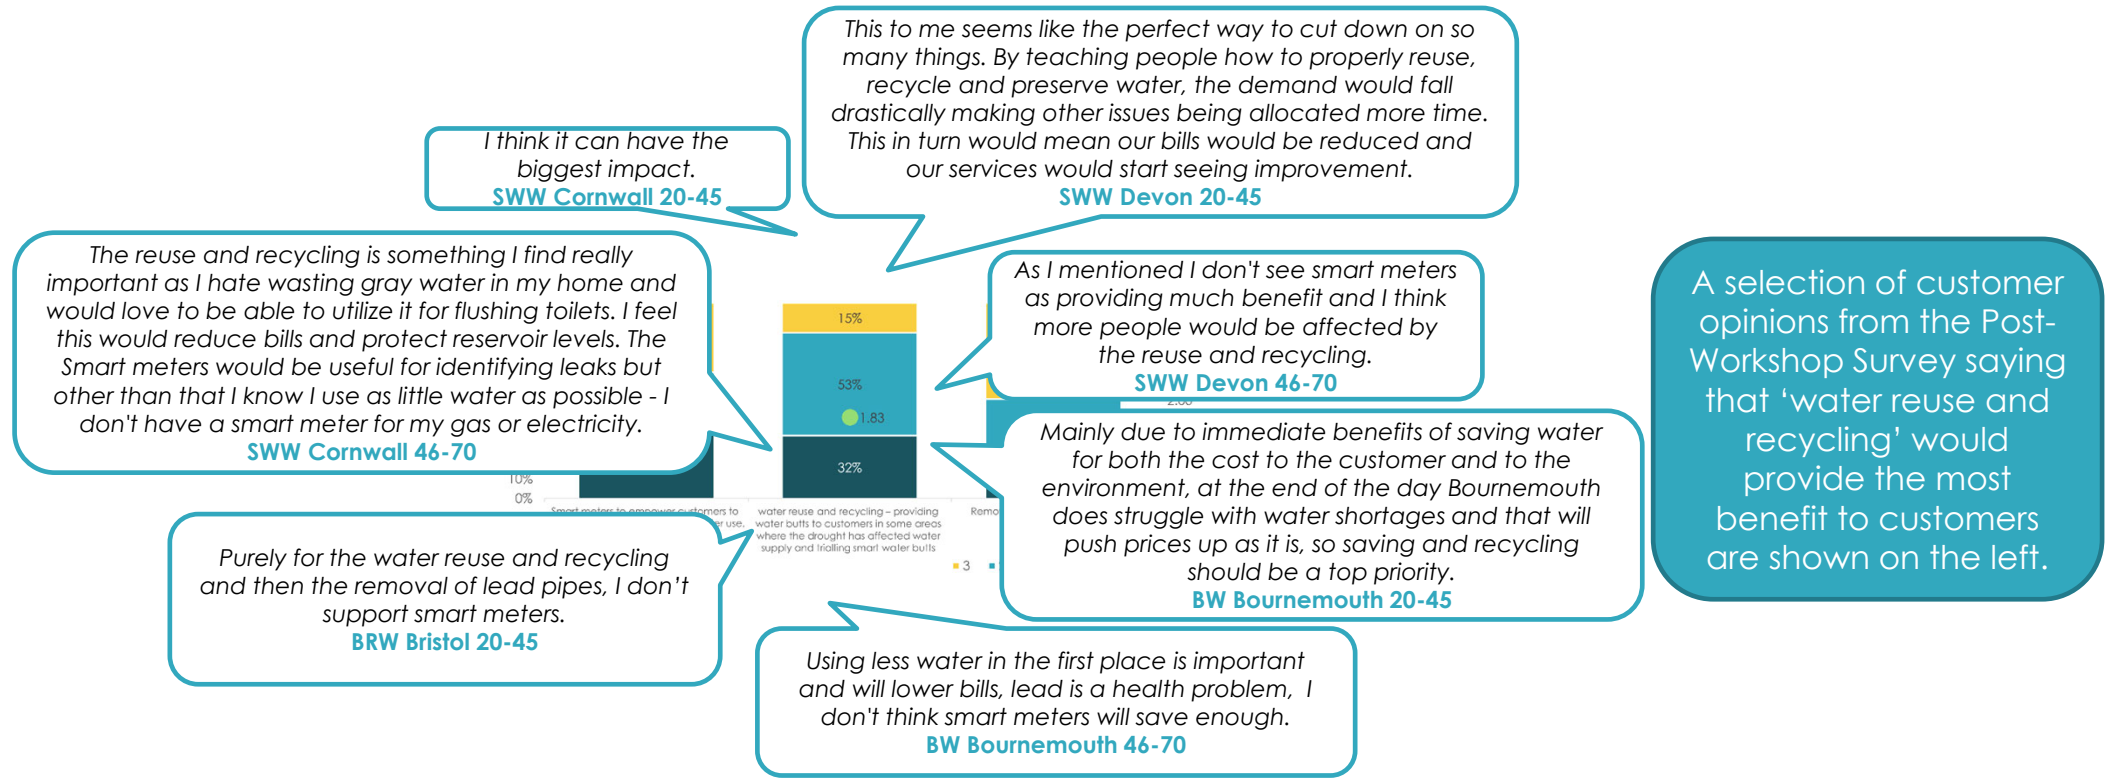 This to me seems like the perfect way to cut down on so
many things. By teaching people how to properly reuse,
recycle and preserve water, the demand would fall
drastically making other issues being allocated more time.
This in turn would mean our bills would be reduced and
our services would start seeing improvement.
SWW Devon 20-45
I think it can have the
biggest impact.
SWW Cornwall 20-45
The reuse and recycling is something I find really
important as I hate wasting gray water in my home and
would love to be able to utilize it for flushing toilets. I feel
this would reduce bills and protect reservoir levels. The
Smart meters would be useful for identifying leaks but
other than that I know I use as little water as possible - I
don't have a smart meter for my gas or electricity.
SWW Cornwall 46-70
As I mentioned I don't see smart meters
as providing much benefit and I think
more people would be affected by
the reuse and recycling.
SWW Devon 46-70
A selection of customer
opinions from the Post-
Workshop Survey saying
that ‘water reuse and
recycling’ would
provide the most
benefit to customers
are shown on the left.
15%
53%
1.83
32%
10%
0%
Smart meters to empower customers to
use,
water reuse and recycling – providing
water butts to customers in some areas
where the drought has affected water
supply and trialling smart water butts
3
Mainly due to immediate benefits of saving water
for both the cost to the customer and to the
environment, at the end of the day Bournemouth
does struggle with water shortages and that will
push prices up as it is, so saving and recycling
should be a top priority.
BW Bournemouth 20-45
Purely for the water reuse and recycling
and then the removal of lead pipes, I don’t
support smart meters.
BRW Bristol 20-45
Using less water in the first place is important
and will lower bills, lead is a health problem, I
don't think smart meters will save enough.
BW Bournemouth 46-70